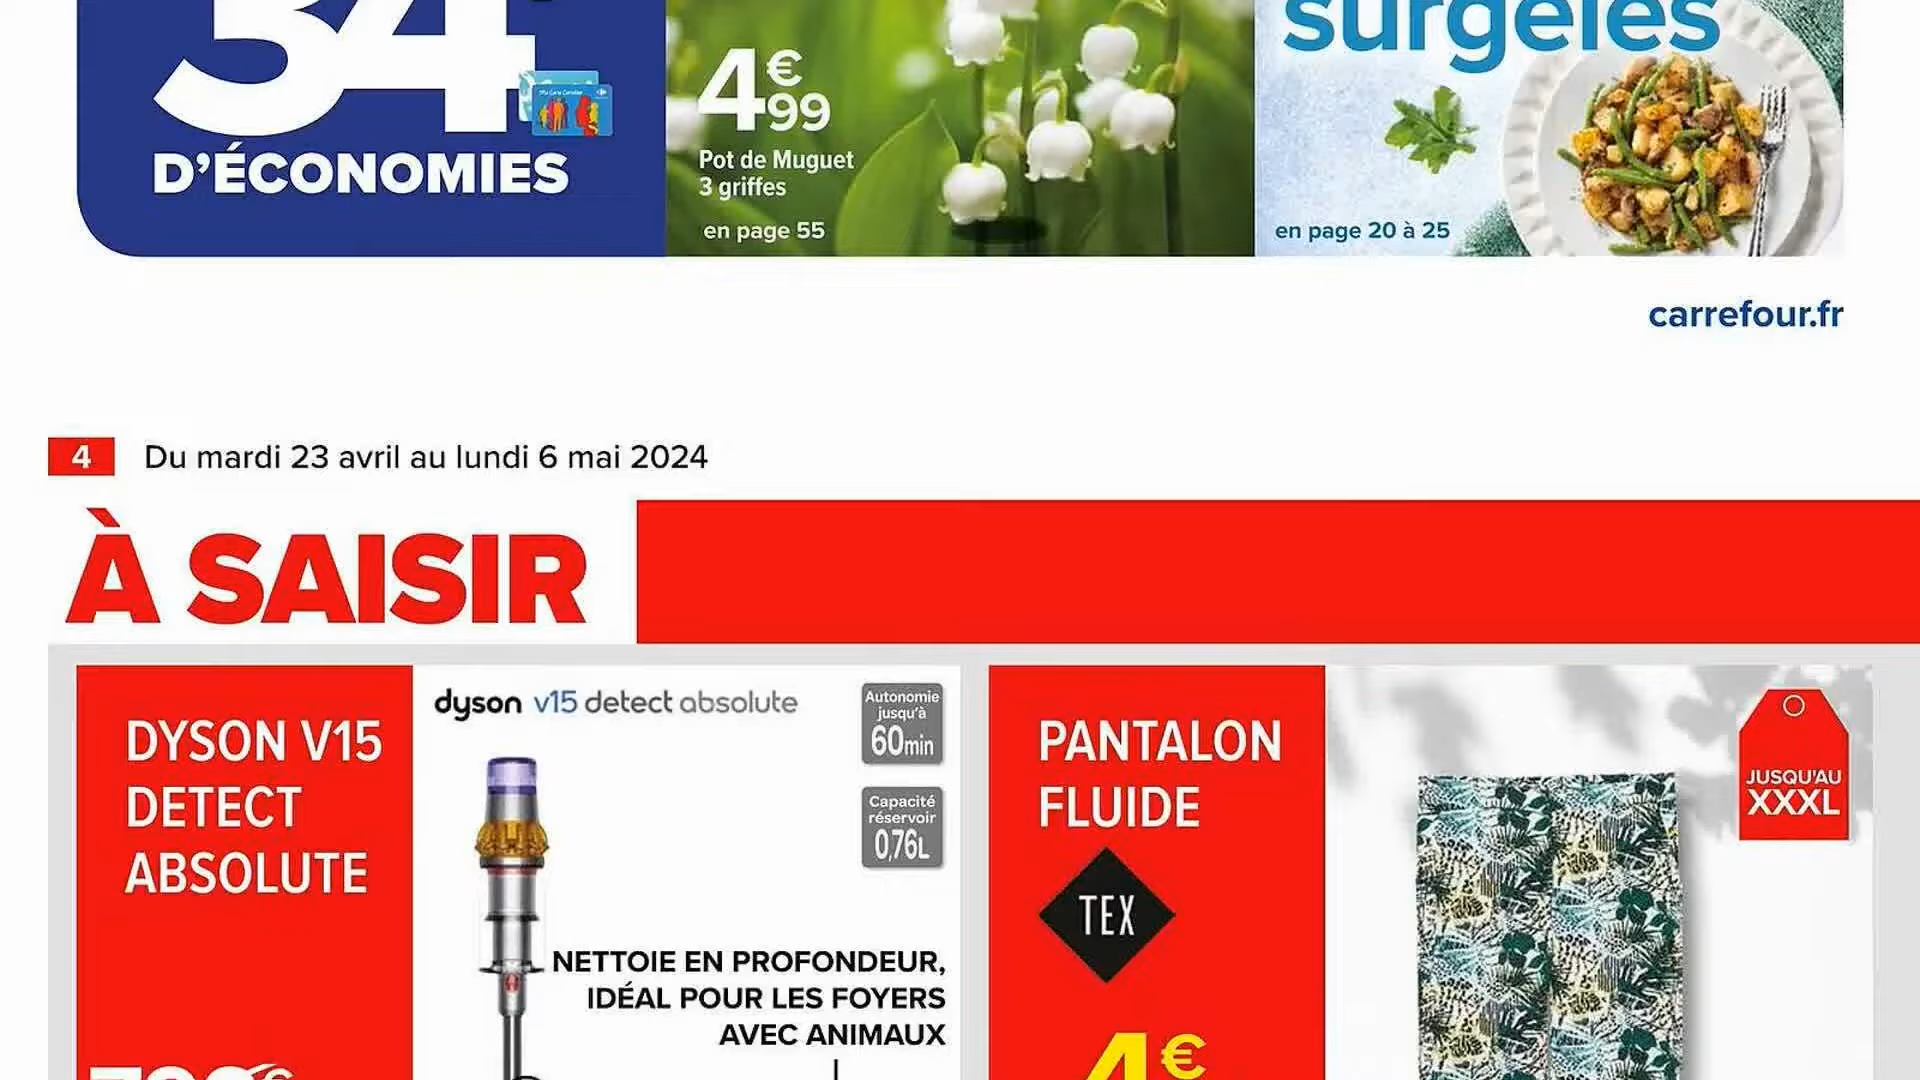 34
D'ÉCONOMIES
4€99
Pot de Muguet
3 griffes
en page 55
surgelés
en page 20 à 25
carrefour.fr
4 Du mardi 23 avril au lundi 6 mai 2024
À SAISIR
DYSON V15
DETECT
ABSOLUTE
dyson v15 detect absolute
Autonomie
jusqu'à
60min
Capacité
réservoir
0,76L
NETTOIE EN PROFONDEUR,
IDÉAL POUR LES FOYERS
AVEC ANIMAUX
PANTALON
FLUIDE
TEX
4€
JUSQU'AU
XXXL